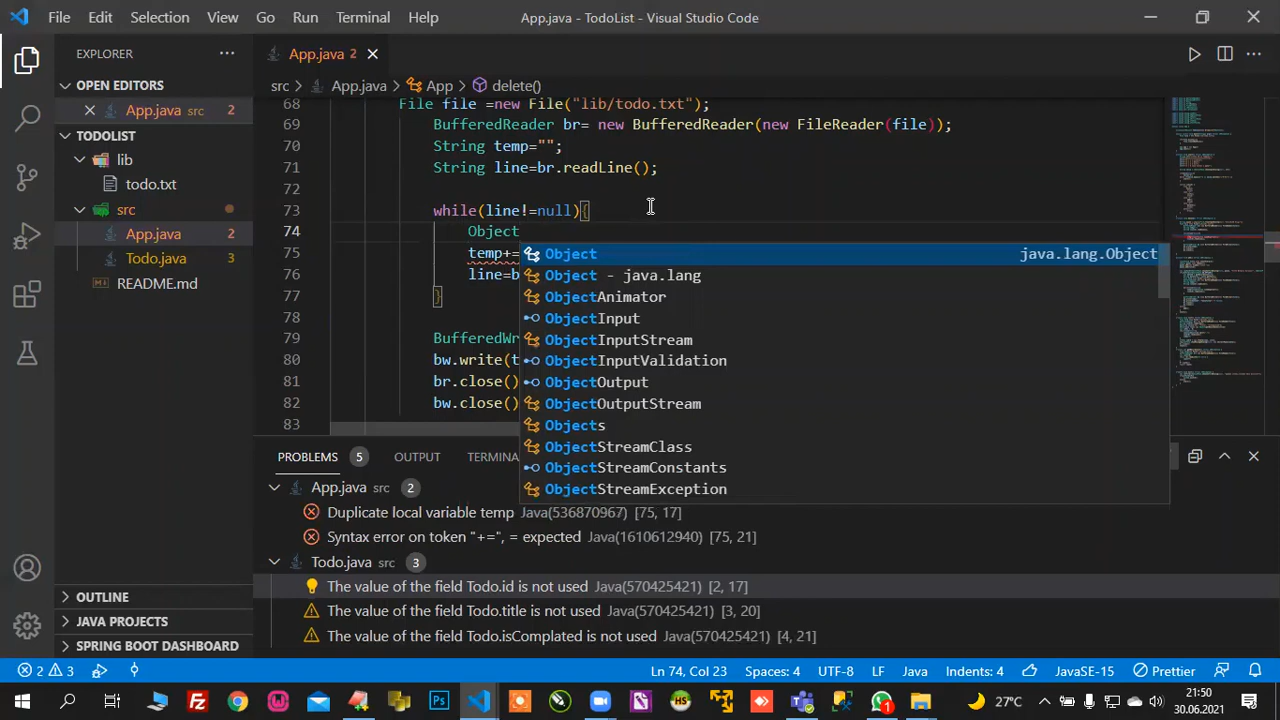 File Edit Selection View Go Run Terminal Help App.java - TodoList - Visual Studio Code
EXPLORER
App.java 2
OPEN EDITORS
App.java src 2
src > App.java > App > delete()
TODOLIST
lib
todo.txt
src
App.java 2
Todo.java 3
README.md
68 File file =new File("lib/todo.txt");
69 BufferedReader br= new BufferedReader(new FileReader(file));
70 String temp="";
71 String line=br.readLine();
72
73 while(line!=null){
74 Object
75 temp+=
76 line=b
77 }
78
79 BufferedWr
80 bw.write(t
81 br.close()
82 bw.close()
83
Object java.lang.Object
Object - java.lang
ObjectAnimator
ObjectInput
ObjectInputStream
ObjectInputValidation
ObjectOutput
ObjectOutputStream
Objects
ObjectStreamClass
ObjectStreamConstants
ObjectStreamException
PROBLEMS 5 OUTPUT TERMINA
App.java src 2
Duplicate local variable temp Java(536870967) [75, 17]
Syntax error on token "+=", = expected Java(1610612940) [75, 21]
Todo.java src 3
The value of the field Todo.id is not used Java(570425421) [2, 17]
The value of the field Todo.title is not used Java(570425421) [3, 20]
The value of the field Todo.isComplated is not used Java(570425421) [4, 21]
OUTLINE
JAVA PROJECTS
SPRING BOOT DASHBOARD
2 3 Ln 74, Col 23 Spaces: 4 UTF-8 LF Java Indents: 4 JavaSE-15 Prettier
27°C 21:50
30.06.2021